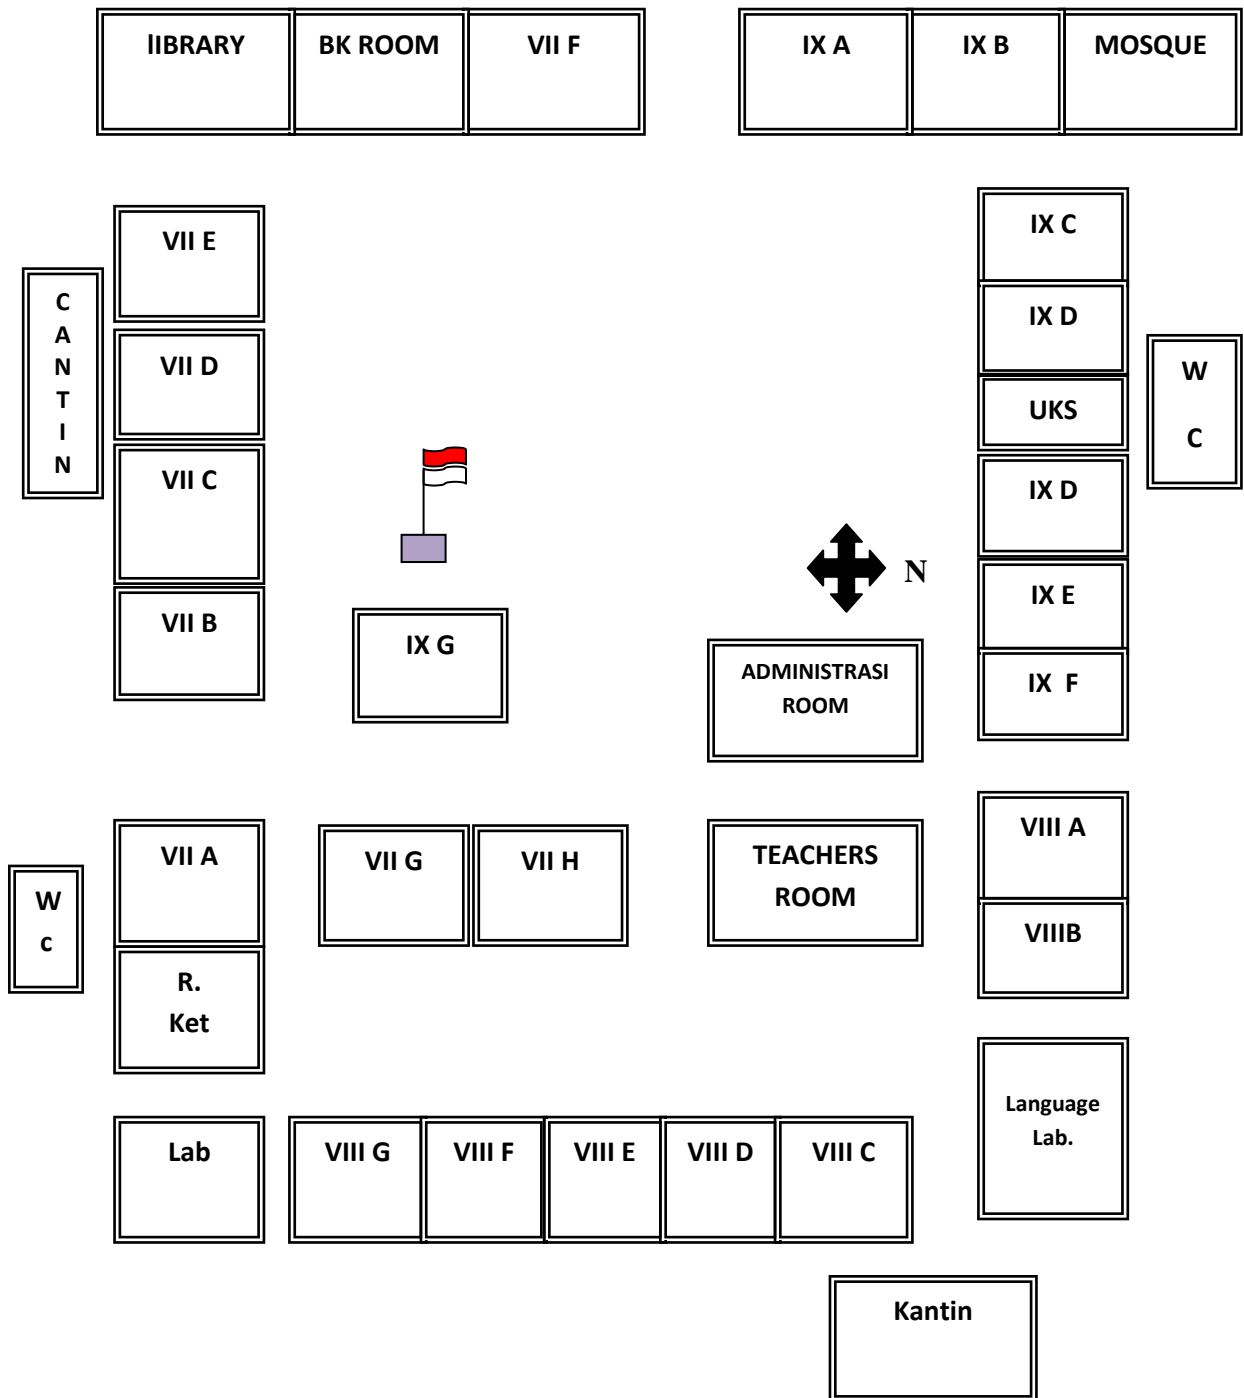 lIBRARY
BK ROOM
VII F
IX A
IX B
MOSQUE
VII E
IX C
C
A
N
T
I
N
VII D
IX D
W
C
UKS
VII C
IX D
N
VII B
IX E
IX G
ADMINISTRASI
ROOM
IX F
VII A
VII G
VII H
TEACHERS
ROOM
VIII A
W
c
VIIIB
R.
Ket
Language
Lab.
Lab
VIII G
VIII F
VIII E
VIII D
VIII C
Kantin